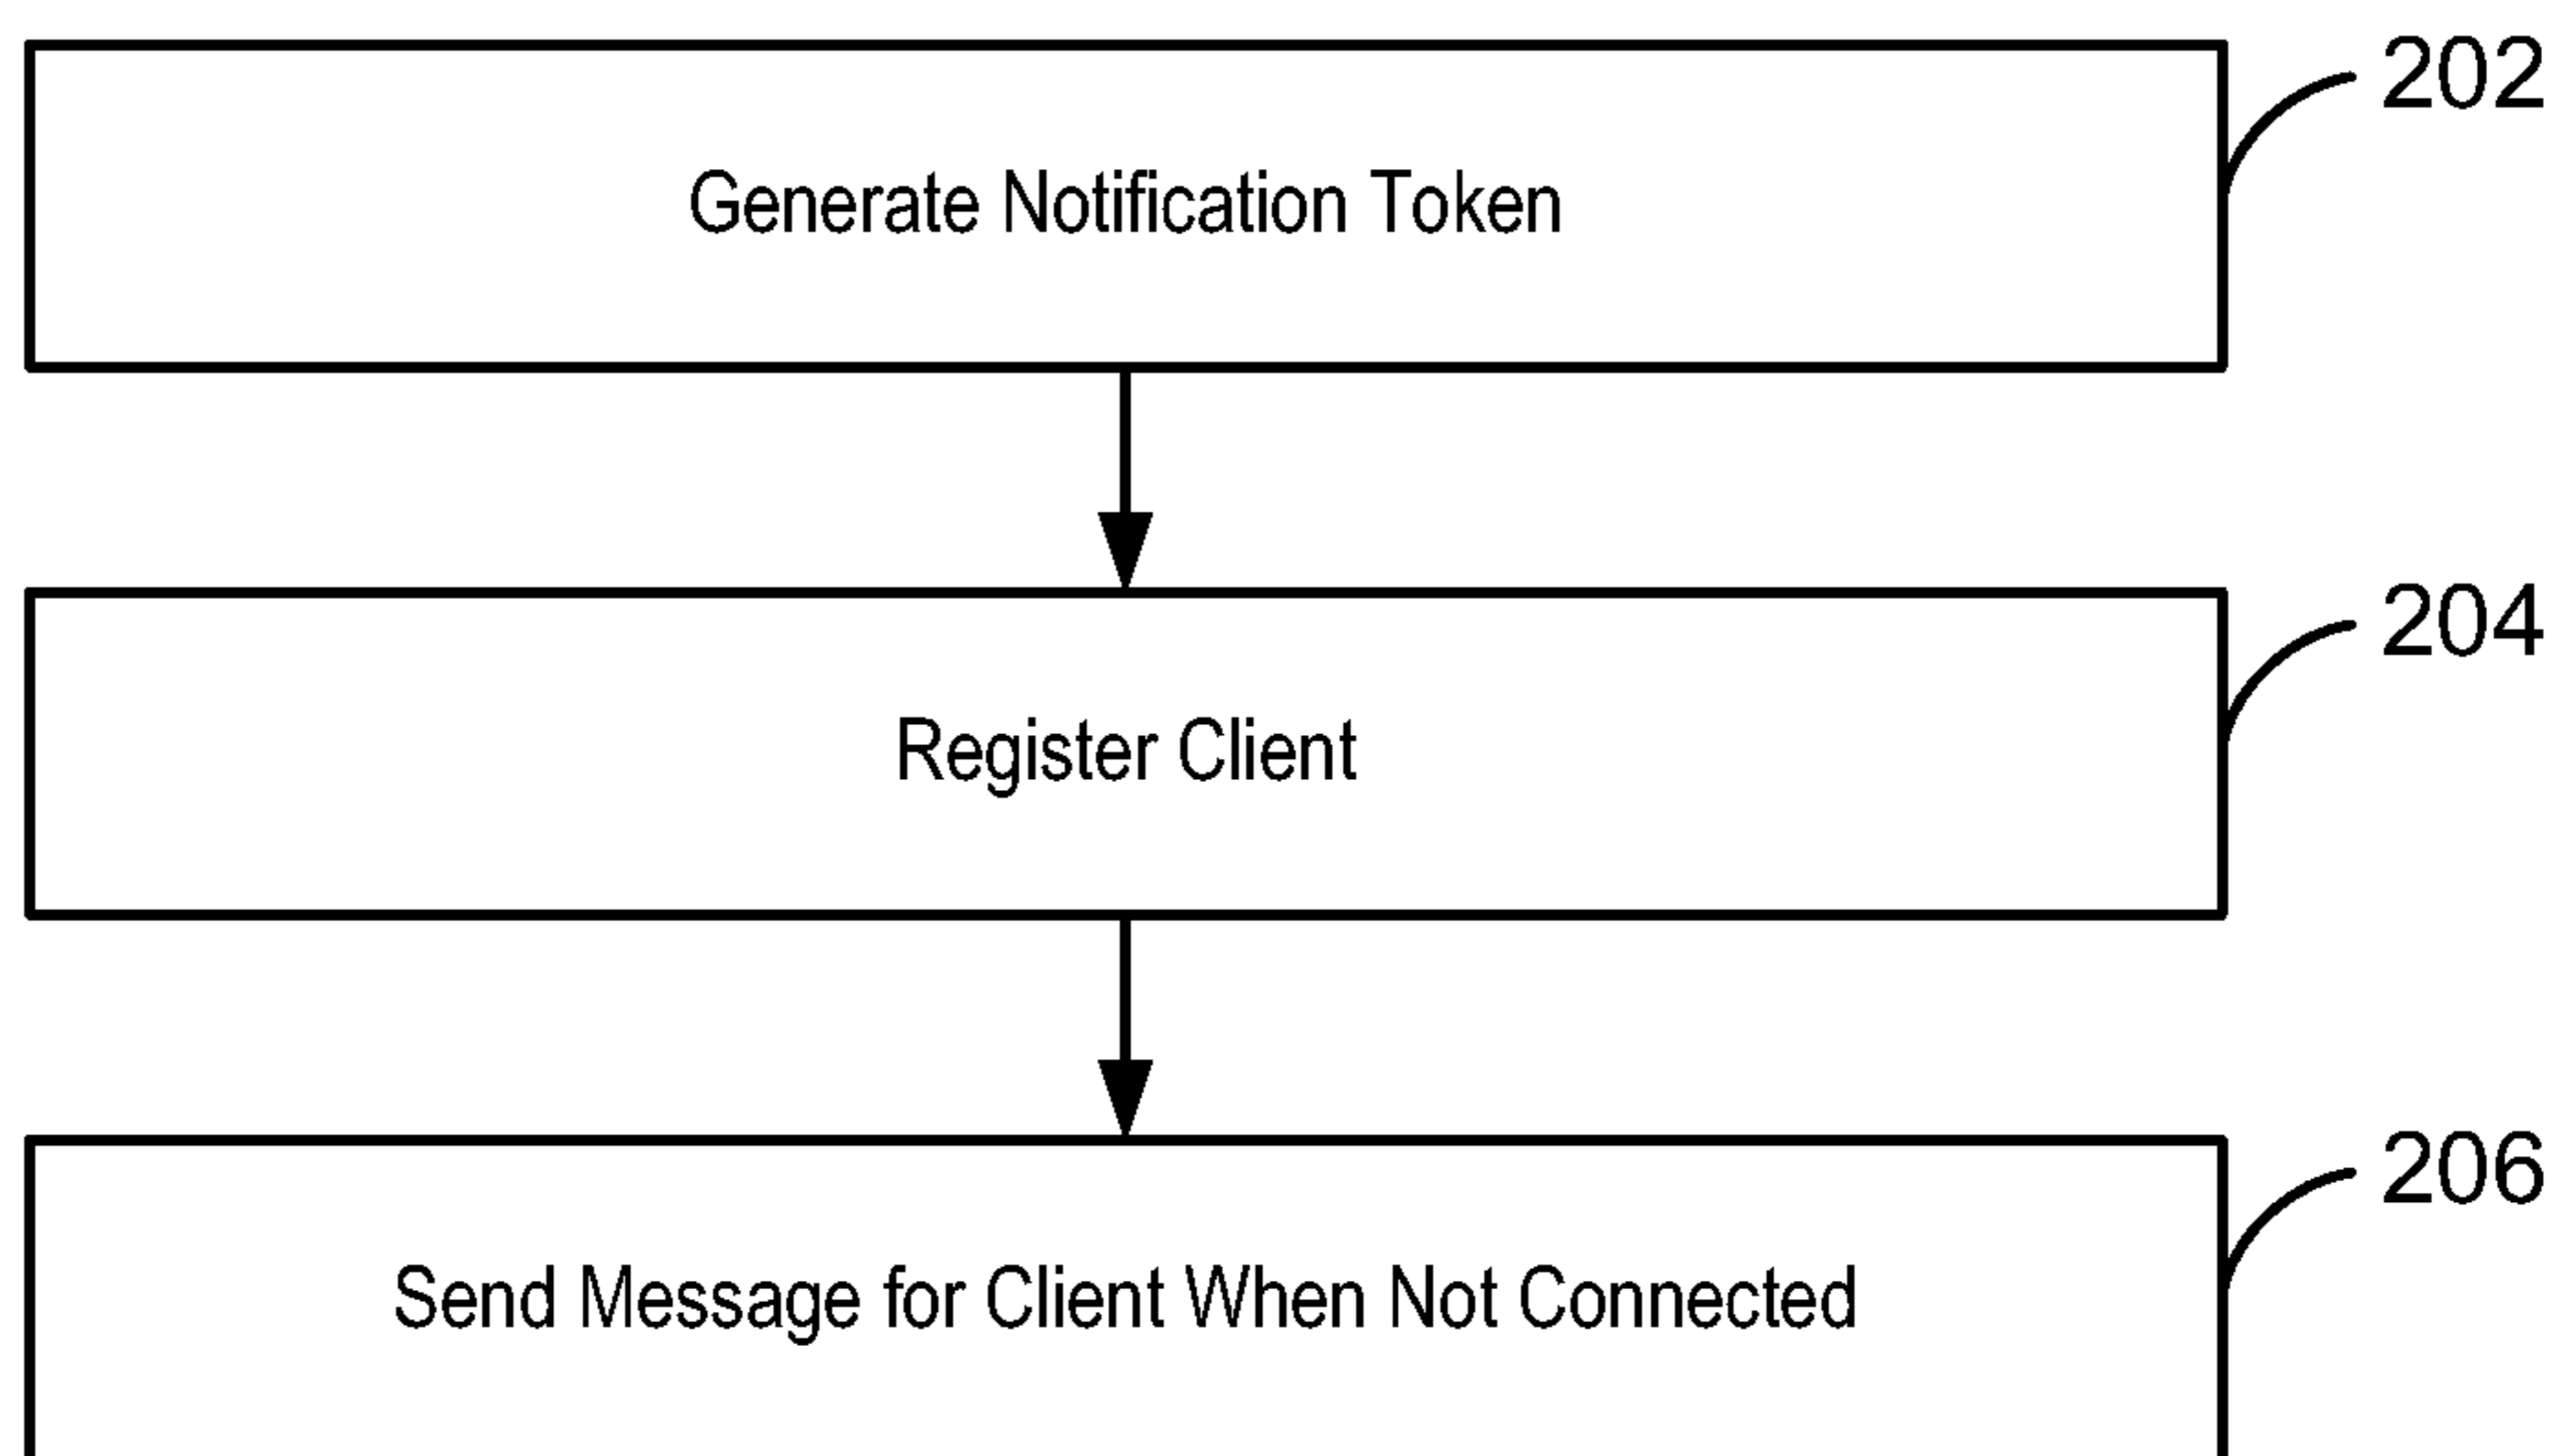 202
Generate Notification Token
204
Register Client
206
Send Message for Client When Not Connected